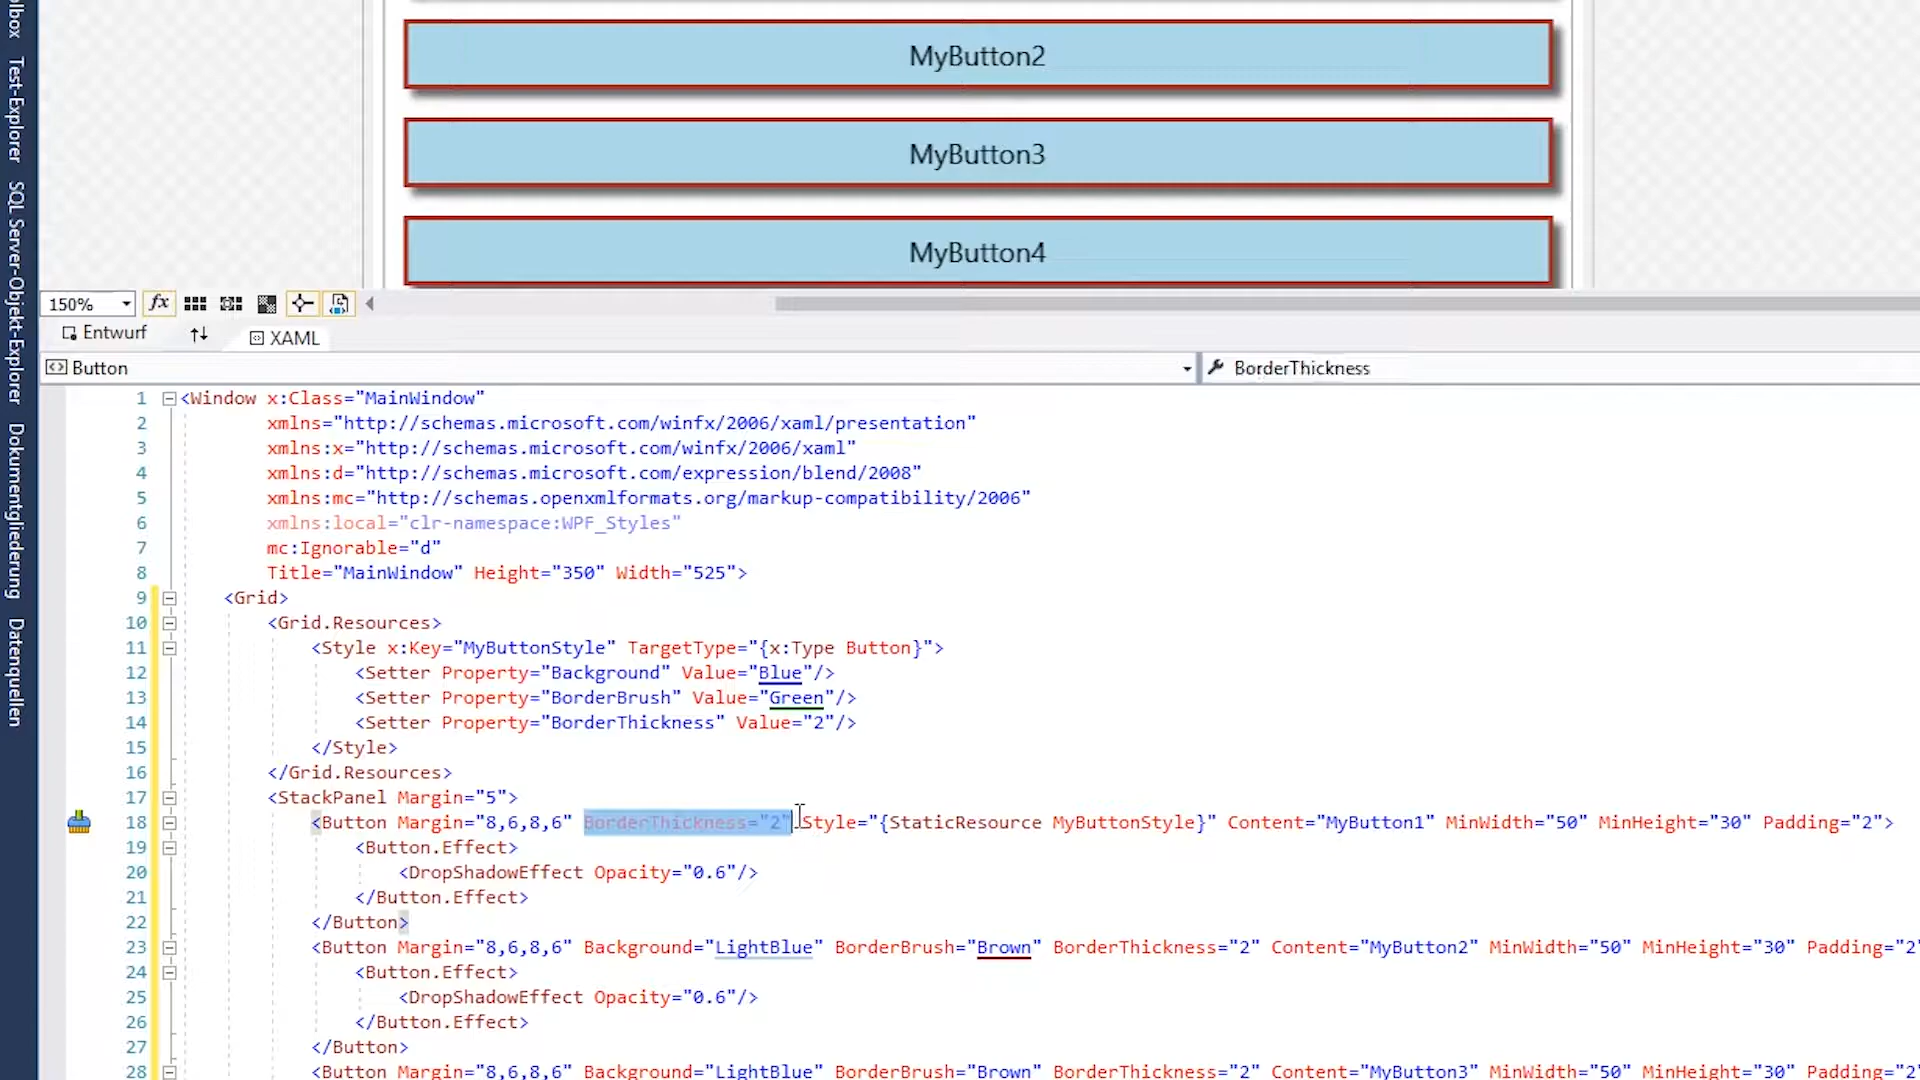 MyButton2
MyButton3
MyButton4
Test-Explorer
SQL Server-Objekt-Explorer
Dokumentgliederung
Datenquellen
150%
fx
Entwurf
XAML
Button
BorderThickness
1 <Window x:Class="MainWindow"
2 xmlns="http://schemas.microsoft.com/winfx/2006/xaml/presentation"
3 xmlns:x="http://schemas.microsoft.com/winfx/2006/xaml"
4 xmlns:d="http://schemas.microsoft.com/expression/blend/2008"
5 xmlns:mc="http://schemas.openxmlformats.org/markup-compatibility/2006"
6 xmlns:local="clr-namespace:WPF_Styles"
7 mc:Ignorable="d"
8 Title="MainWindow" Height="350" Width="525">
9 <Grid>
10 <Grid.Resources>
11 <Style x:Key="MyButtonStyle" TargetType="{x:Type Button}">
12 <Setter Property="Background" Value="Blue"/>
13 <Setter Property="BorderBrush" Value="Green"/>
14 <Setter Property="BorderThickness" Value="2"/>
15 </Style>
16 </Grid.Resources>
17 <StackPanel Margin="5">
18 <Button Margin="8,6,8,6" BorderThickness="2" Style="{StaticResource MyButtonStyle}" Content="MyButton1" MinWidth="50" MinHeight="30" Padding="2">
19 <Button.Effect>
20 <DropShadowEffect Opacity="0.6"/>
21 </Button.Effect>
22 </Button>
23 <Button Margin="8,6,8,6" Background="LightBlue" BorderBrush="Brown" BorderThickness="2" Content="MyButton2" MinWidth="50" MinHeight="30" Padding="2"
24 <Button.Effect>
25 <DropShadowEffect Opacity="0.6"/>
26 </Button.Effect>
27 </Button>
28 <Button Margin="8,6,8,6" Background="LightBlue" BorderBrush="Brown" BorderThickness="2" Content="MyButton3" MinWidth="50" MinHeight="30" Padding="2"